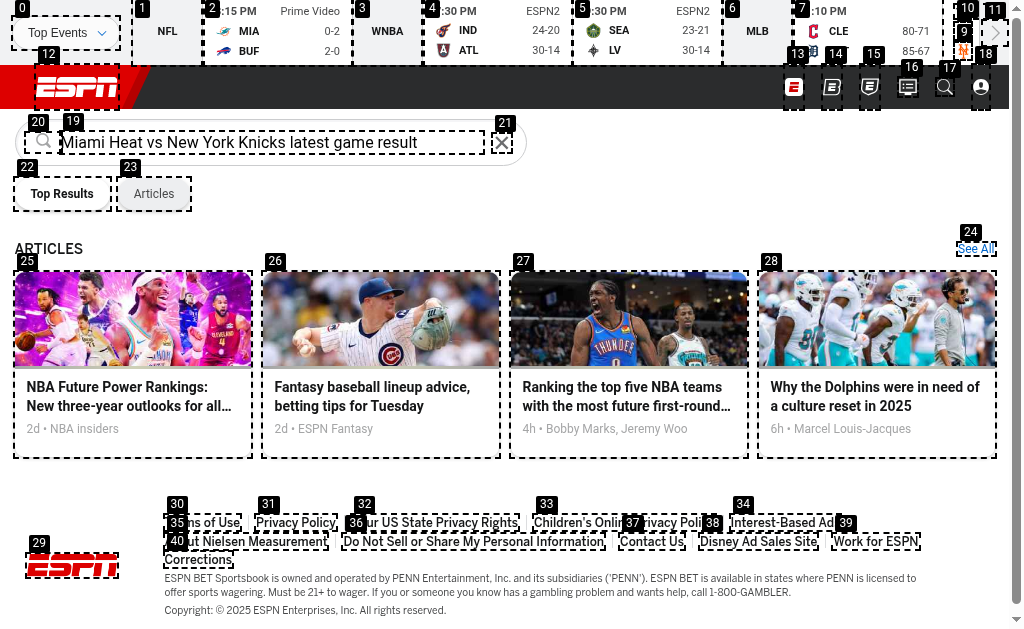 0
1
2
3
4
5
6
7
10
11
:15 PM
Prime Video
:30 PM
ESPN2
:30 PM
ESPN2
:10 PM
Top Events
NFL
MIA
0-2
WNBA
IND
24-20
SEA
23-21
MLB
CLE
80-71
9
BUF
2-0
ATL
30-14
LV
30-14
85-67
12
13
14
15
16
17
18
ESPN
20
19
21
Miami Heat vs New York Knicks latest game result
22
23
Top Results
Articles
24
ARTICLES
See All
25
26
27
28
NBA Future Power Rankings:
New three-year outlooks for all...
2d • NBA insiders
Fantasy baseball lineup advice,
betting tips for Tuesday
2d • ESPN Fantasy
Ranking the top five NBA teams
with the most future first-round...
4h • Bobby Marks, Jeremy Woo
Why the Dolphins were in need of
a culture reset in 2025
6h • Marcel Louis-Jacques
30
31
32
33
34
ms of Use
Privacy Policy
ur US State Privacy Rights
Children's Onlin
rivacy Poli
Interest-Based Ad
35
36
37
38
39
ut Nielsen Measurement
Do Not Sell or Share My Personal Information
Contact Us
Disney Ad Sales Site
Work for ESPN
40
Corrections
29
ESPN
ESPN BET Sportsbook is owned and operated by PENN Entertainment, Inc. and its subsidiaries ('PENN'). ESPN BET is available in states where PENN is licensed to
offer sports wagering. Must be 21+ to wager. If you or someone you know has a gambling problem and wants help, call 1-800-GAMBLER.
Copyright: © 2025 ESPN Enterprises, Inc. All rights reserved.